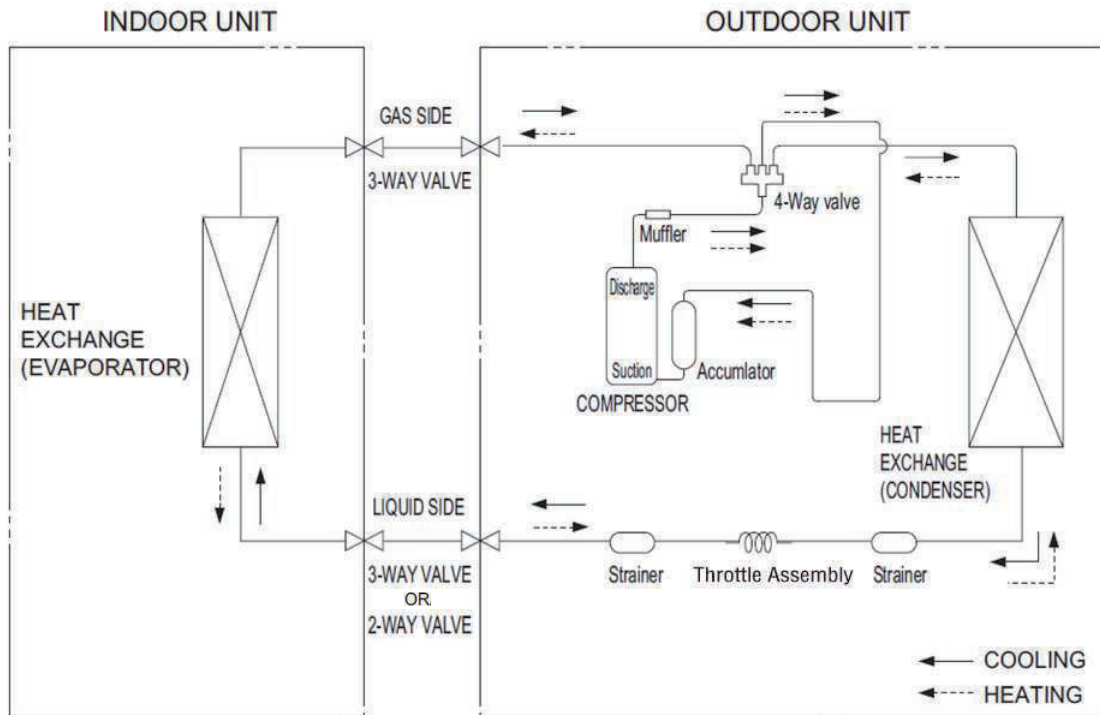 INDOOR UNIT
OUTDOOR UNIT
GAS SIDE
3-WAY VALVE
4-Way valve
Muffler
Discharge
Suction
COMPRESSOR
Accumlator
HEAT
EXCHANGE
(EVAPORATOR)
HEAT
EXCHANGE
(CONDENSER)
LIQUID SIDE
3-WAY VALVE
OR
2-WAY VALVE
Strainer
Throttle Assembly
Strainer
COOLING
HEATING